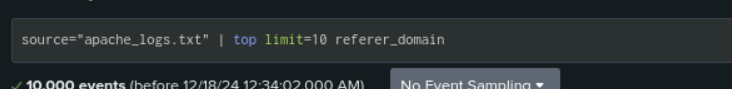 source="apache_logs.txt" | top limit=10 referer_domain
✓ 10,000 events (before 12/18/24 12:34:02.000 AM) No Event Sampling ▾